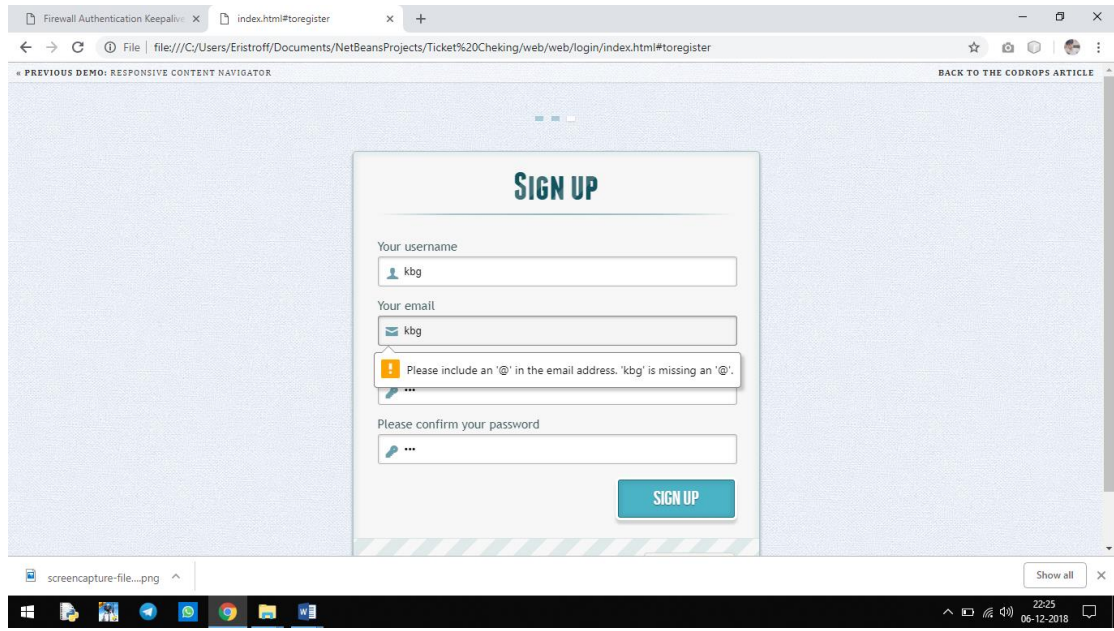 Firewall Authentication Keepalive
index.html#toregister
File | file:///C:/Users/Eristroff/Documents/NetBeansProjects/Ticket%20Cheking/web/web/login/index.html#toregister
« PREVIOUS DEMO: RESPONSIVE CONTENT NAVIGATOR
BACK TO THE CODROPS ARTICLE
SIGN UP
Your username
kbg
Your email
kbg
Please include an '@' in the email address. 'kbg' is missing an '@'.
•••
Please confirm your password
•••
SIGN UP
screencapture-file....png
Show all
22:25
06-12-2018